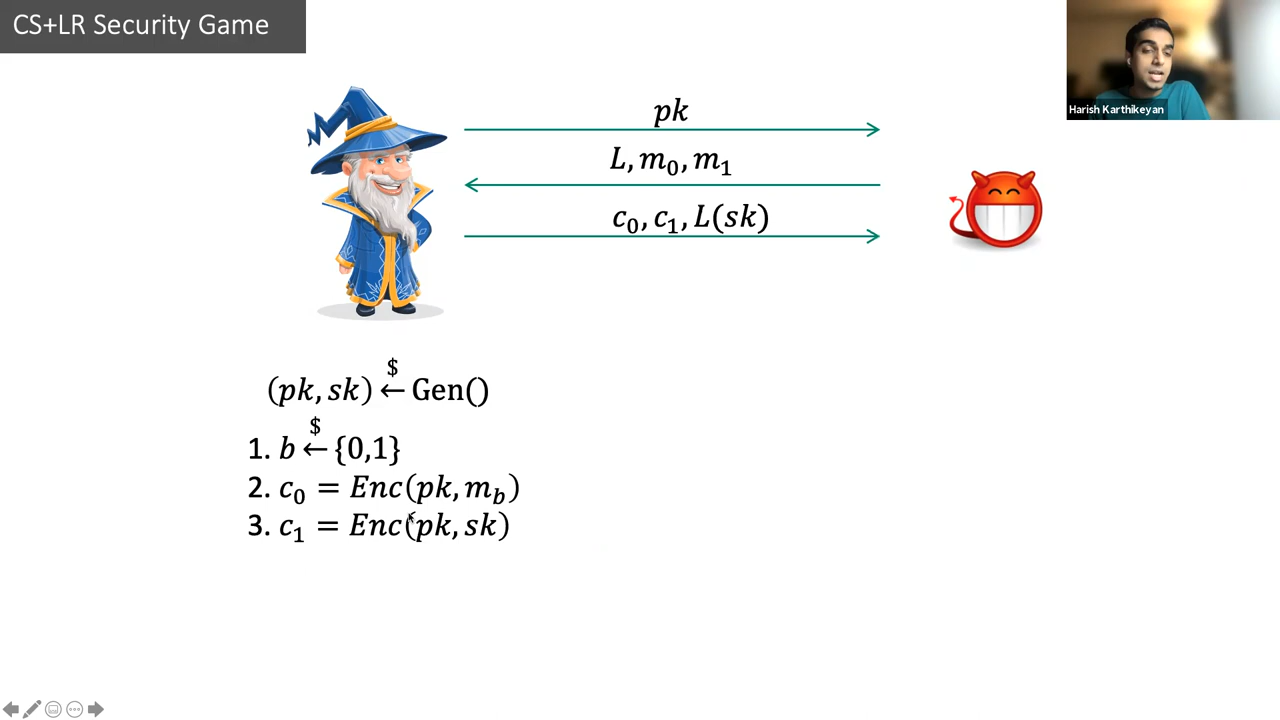 CS+LR Security Game
Harish Karthikeyan
pk
L, m₀, m₁
c₀, c₁, L(sk)
(pk, sk) ←$ Gen()
1. b ←$ {0,1}
2. c₀ = Enc(pk, m_b)
3. c₁ = Enc(pk, sk)